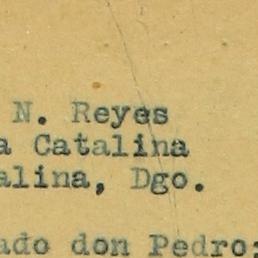 N. Reyes
a Catalina
alina, Dgo.
ado don Pedro: